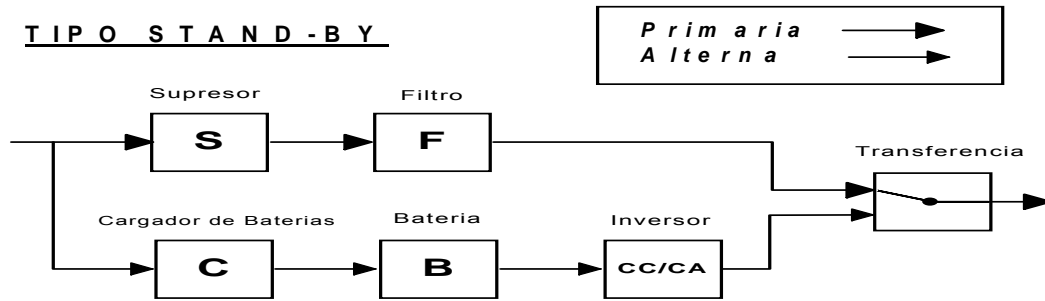 TIPO STAND-BY
Primaria
Alterna
Supresor
Filtro
S
F
Transferencia
Cargador de Baterias
Bateria
Inversor
C
B
CC/CA